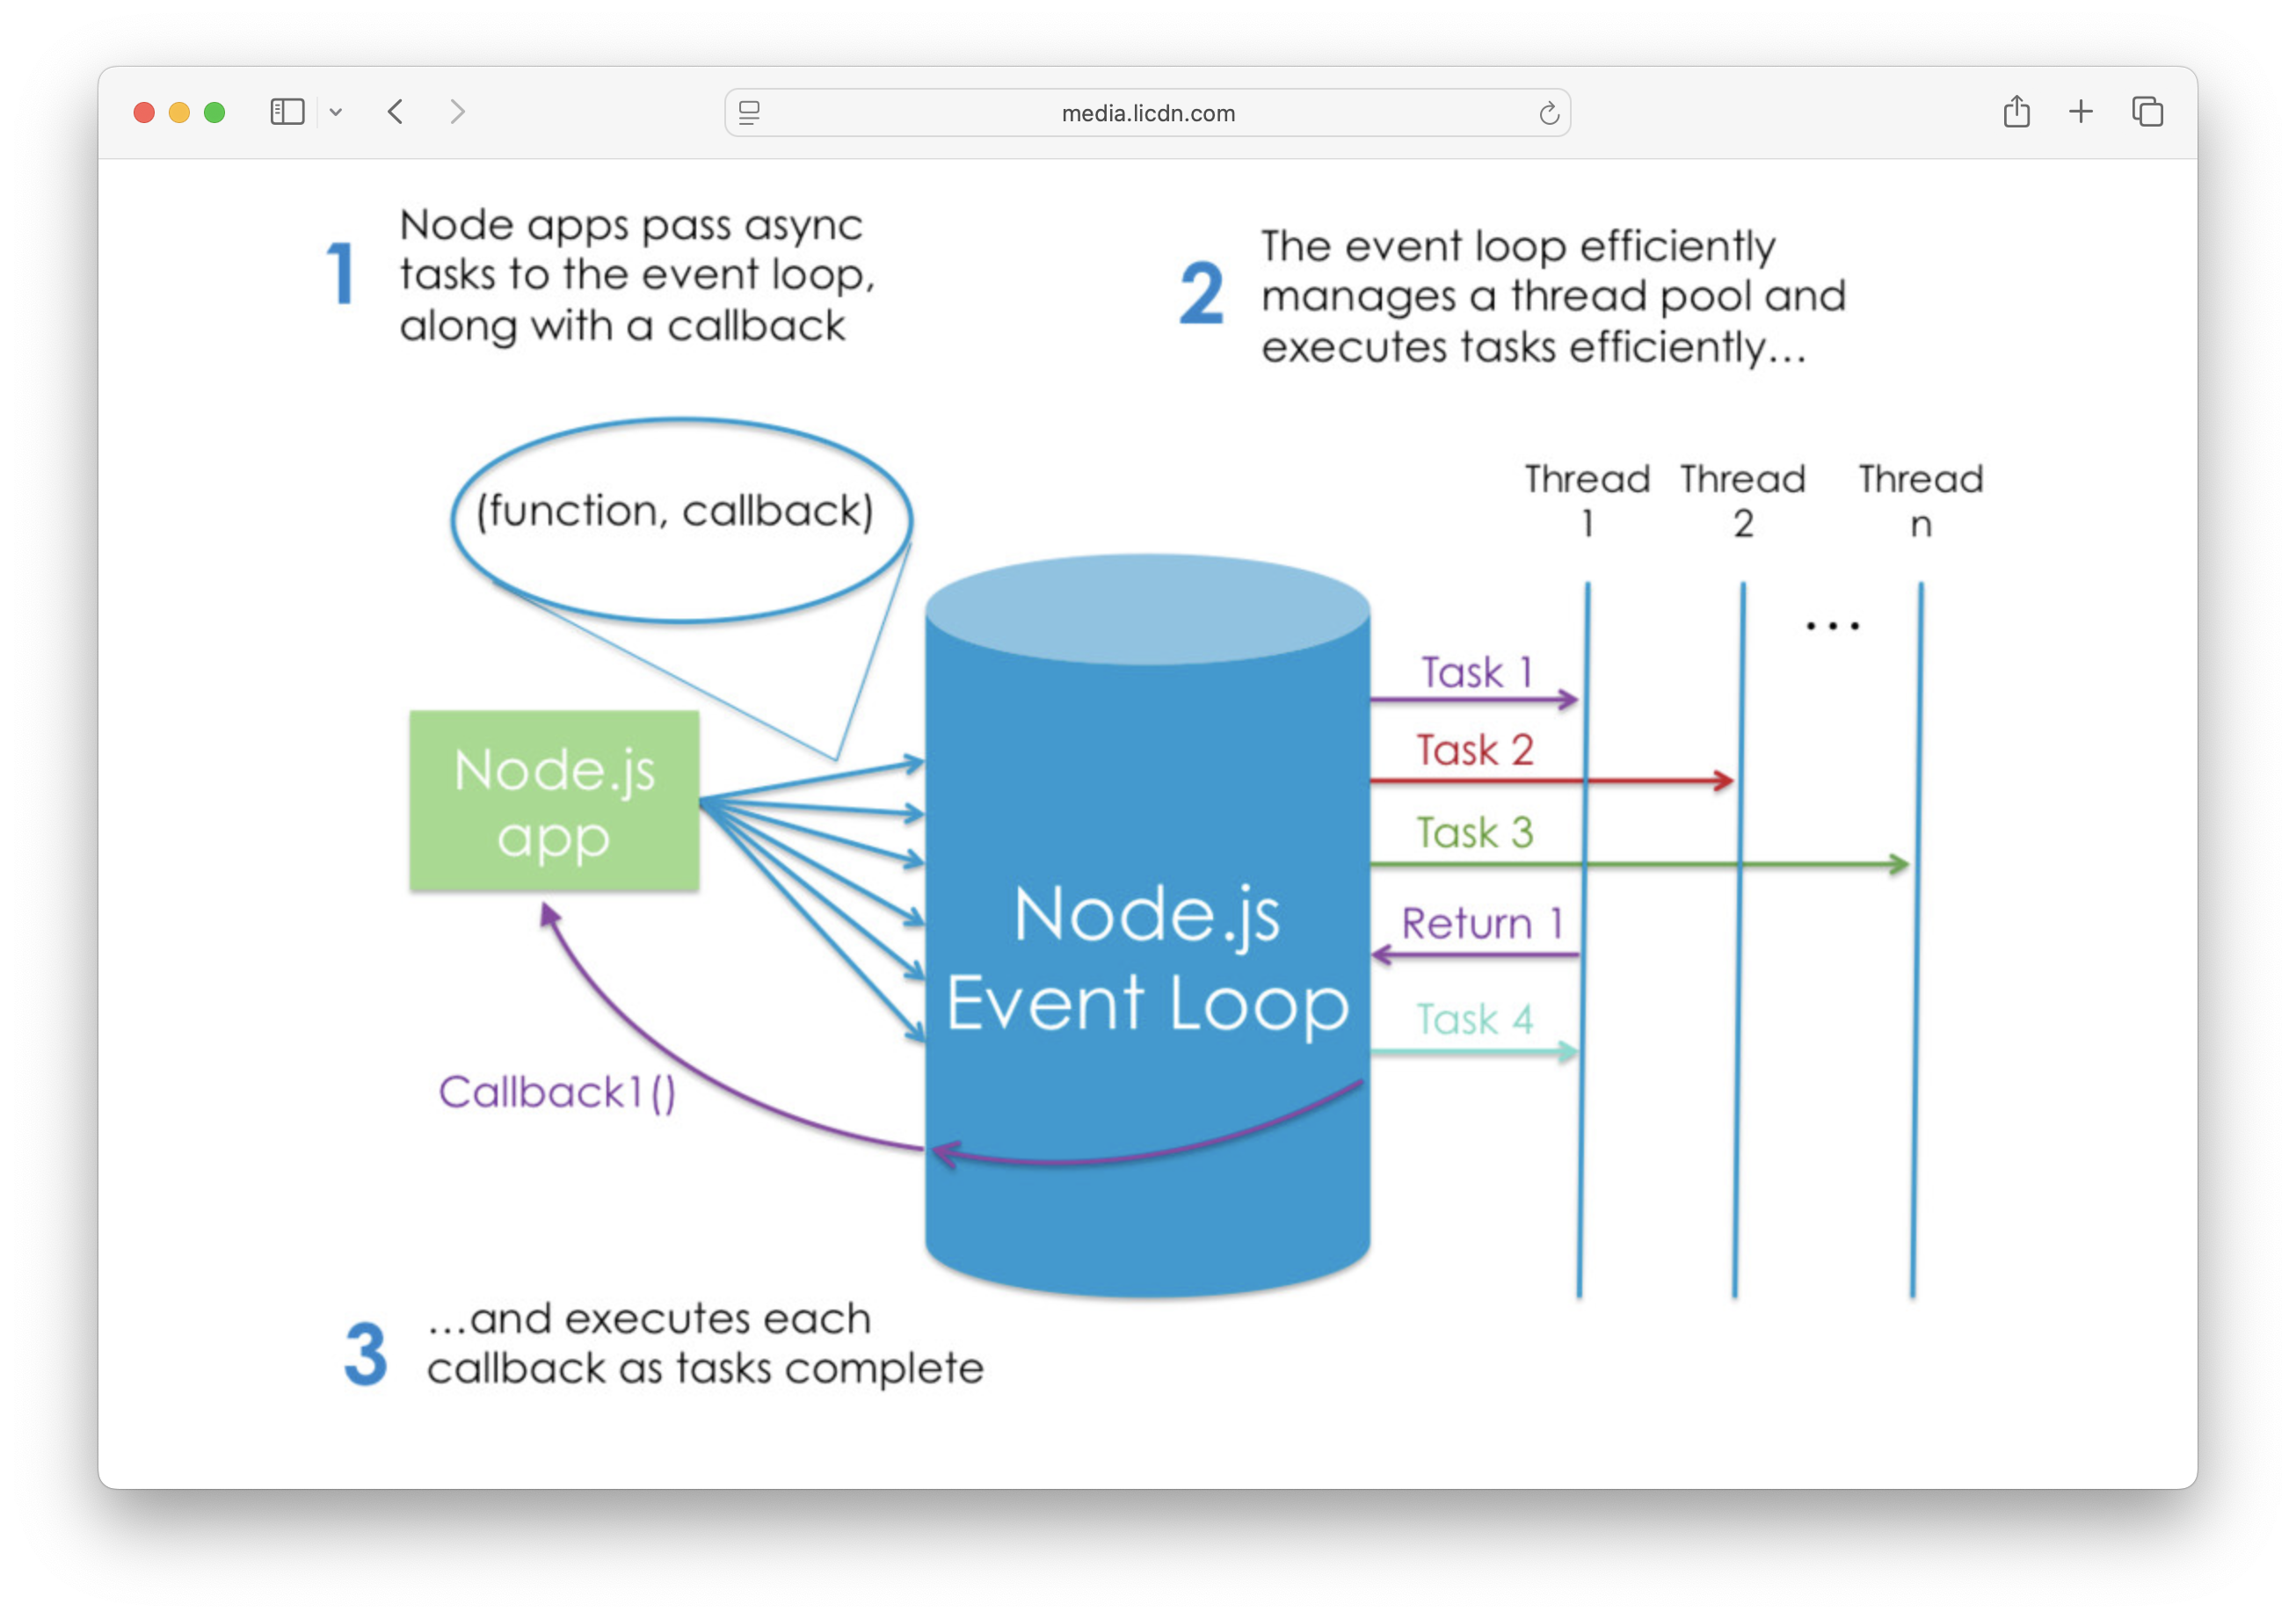 media.licdn.com
1
Node apps pass async
tasks to the event loop,
along with a callback
2
The event loop efficiently
manages a thread pool and
executes tasks efficiently...
(function, callback)
Thread
1
Thread
2
Thread
n
...
Node.js
app
Node.js
Event Loop
Task 1
Task 2
Task 3
Return 1
Task 4
Callback1()
3
...and executes each
callback as tasks complete